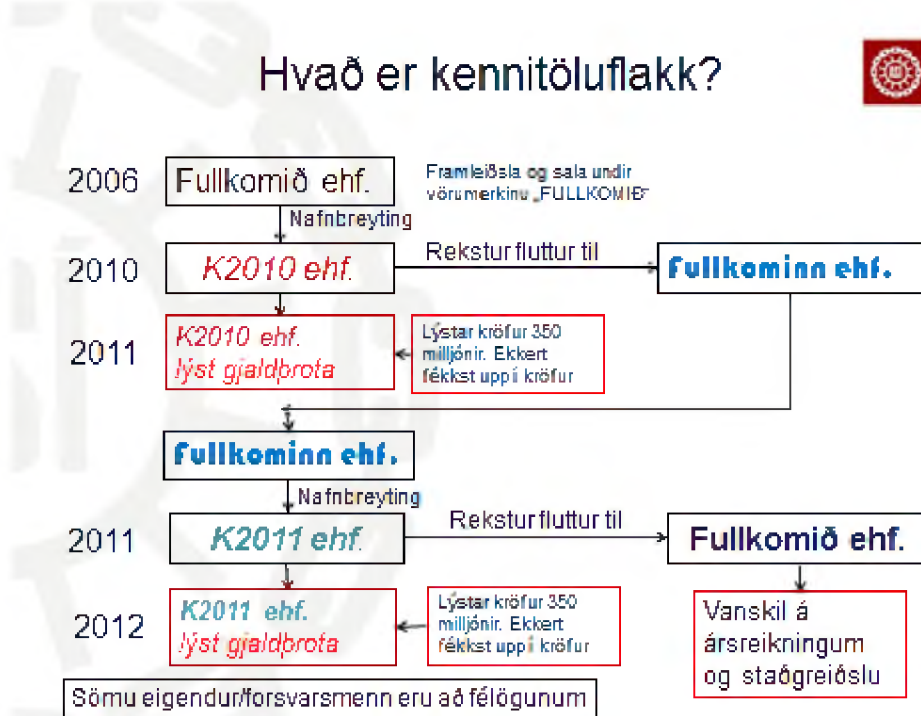 Hvað er kennitöluflakk?
2006
Fullkomið ehf.
Framleiðsla og sala undir
vörumerkinu „FULLKOMIÐ“
Nafnbreyting
2010
K2010 ehf.
Rekstur fluttur til
Fullkominn ehf.
2011
K2010 ehf.
lýst gjaldþrota
Lýstar kröfur 350
milljónir. Ekkert
fékkst uppí kröfur
Fullkominn ehf.
Nafnbreyting
2011
K2011 ehf.
Rekstur fluttur til
Fullkomið ehf.
2012
K2011 ehf.
lýst gjaldþrota
Lýstar kröfur 350
milljónir. Ekkert
fékkst uppí kröfur
Vanskil á
ársreikningum
og staðgreiðslu
Sömu eigendur/forsvarsmenn eru að félögunum